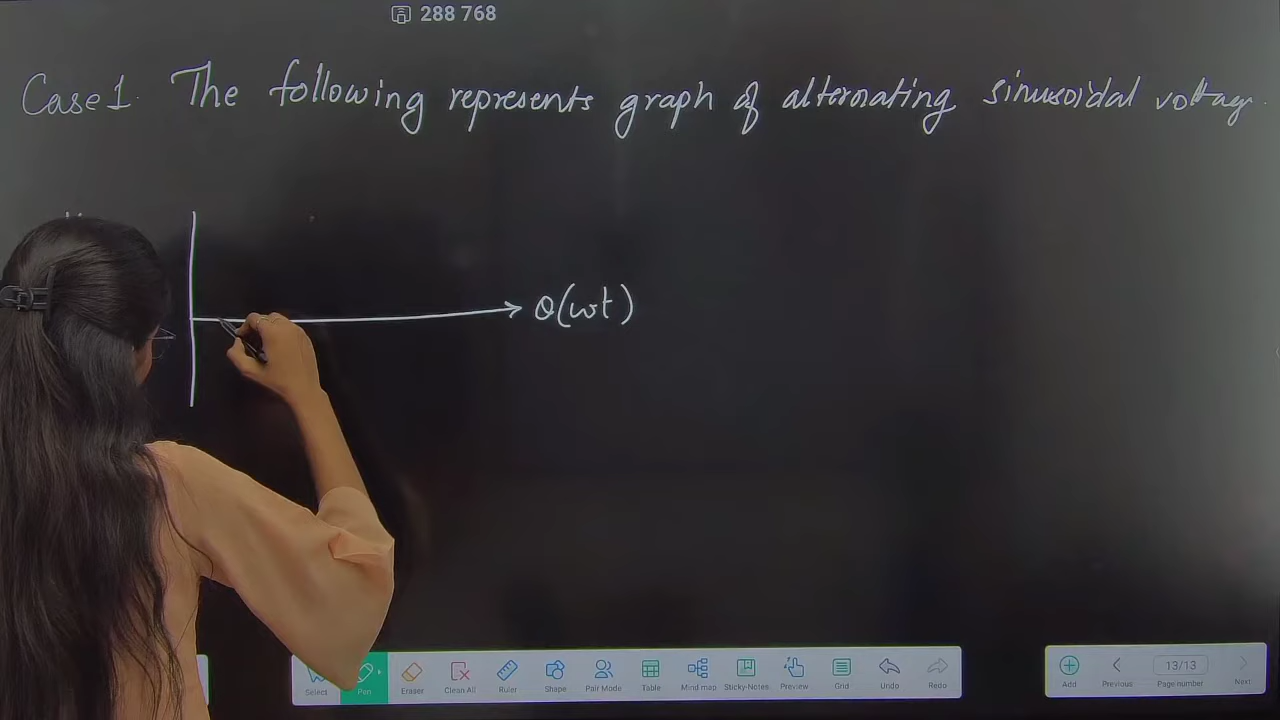 288 768
Case 1. The following represents graph of alternating sinusoidal voltage.
θ(ωt)
Select Pen Eraser Clean All Ruler Shape Pair Mode Table Mind map Sticky-Notes Preview Grid Undo Redo
Add Previous 13/13 Page number Next